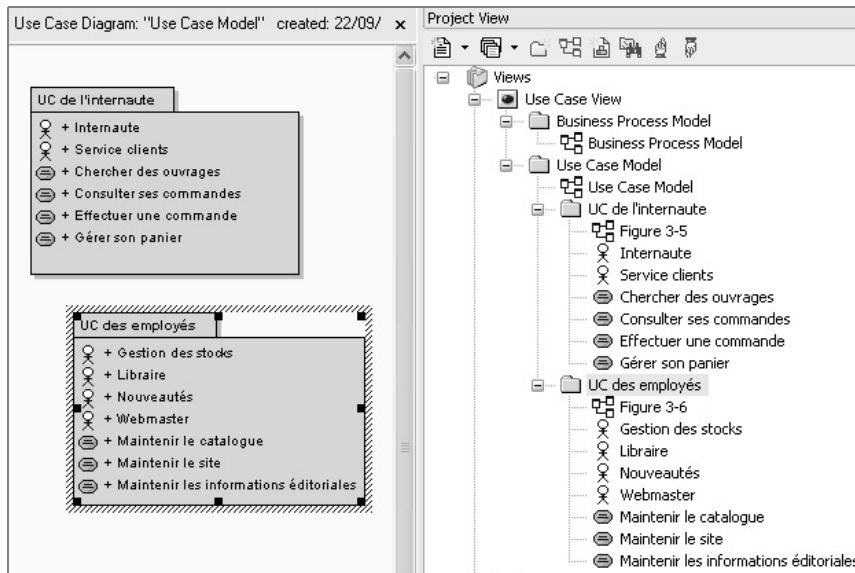 Use Case Diagram: "Use Case Model" created: 22/09/
UC de l'internaute
+ Internaute
+ Service clients
+ Chercher des ouvrages
+ Consulter ses commandes
+ Effectuer une commande
+ Gérer son panier
UC des employés
+ Gestion des stocks
+ Libraire
+ Nouveautés
+ Webmaster
+ Maintenir le catalogue
+ Maintenir le site
+ Maintenir les informations éditoriales
Project View
Views
Use Case View
Business Process Model
Business Process Model
Use Case Model
Use Case Model
UC de l'internaute
Figure 3-5
Internaute
Service clients
Chercher des ouvrages
Consulter ses commandes
Effectuer une commande
Gérer son panier
UC des employés
Figure 3-6
Gestion des stocks
Libraire
Nouveautés
Webmaster
Maintenir le catalogue
Maintenir le site
Maintenir les informations éditoriales